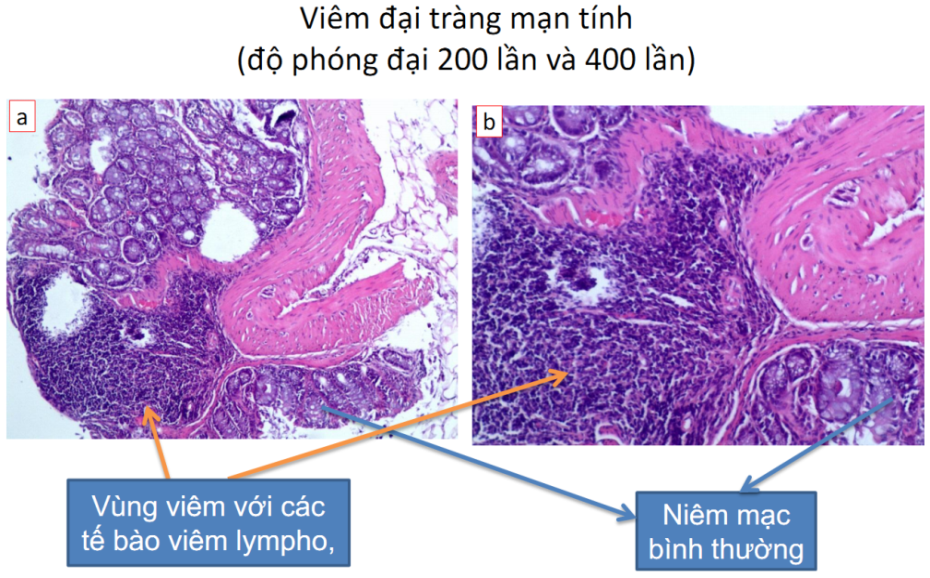 Viêm đại tràng mạn tính
(độ phóng đại 200 lần và 400 lần)
a
b
Vùng viêm với các
tế bào viêm lympho,
Niêm mạc
bình thường